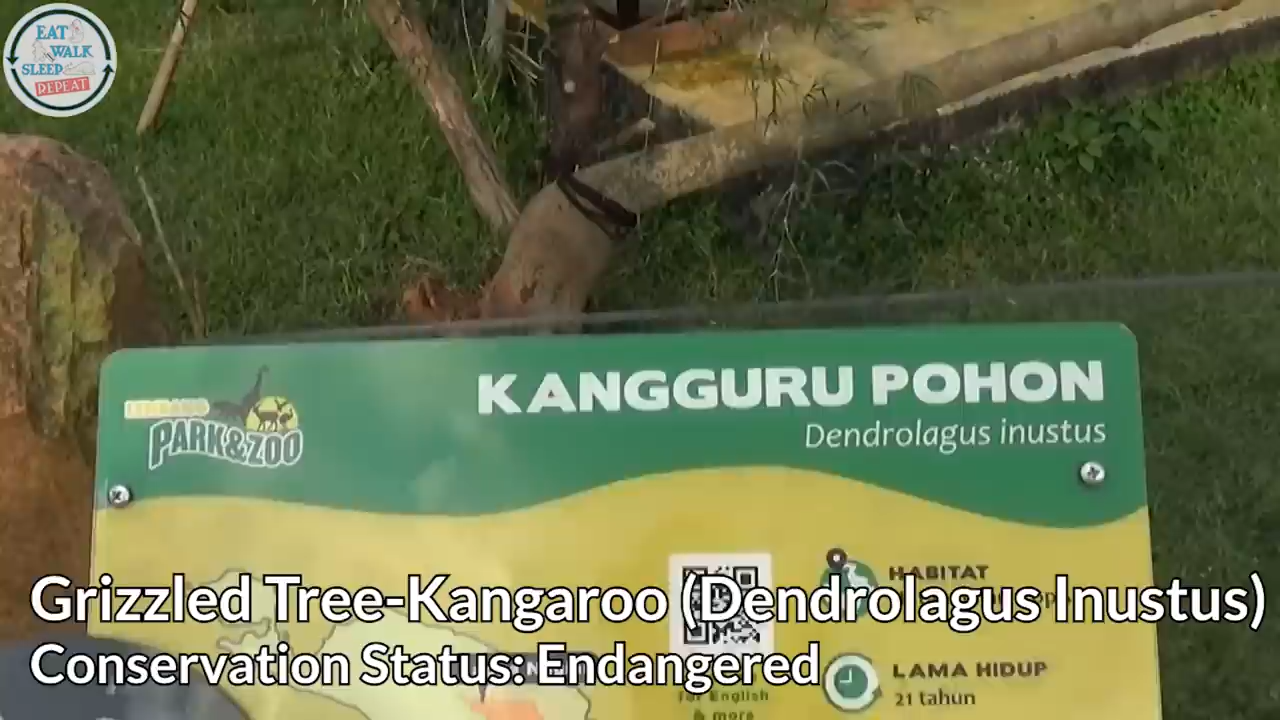 EAT
WALK
SLEEP
REPEAT
LEMBANG
PARK&ZOO
KANGGURU POHON
Dendrolagus inustus
HABITAT
Grizzled Tree-Kangaroo (Dendrolagus Inustus)
Conservation Status: Endangered
LAMA HIDUP
21 tahun
for English
& more